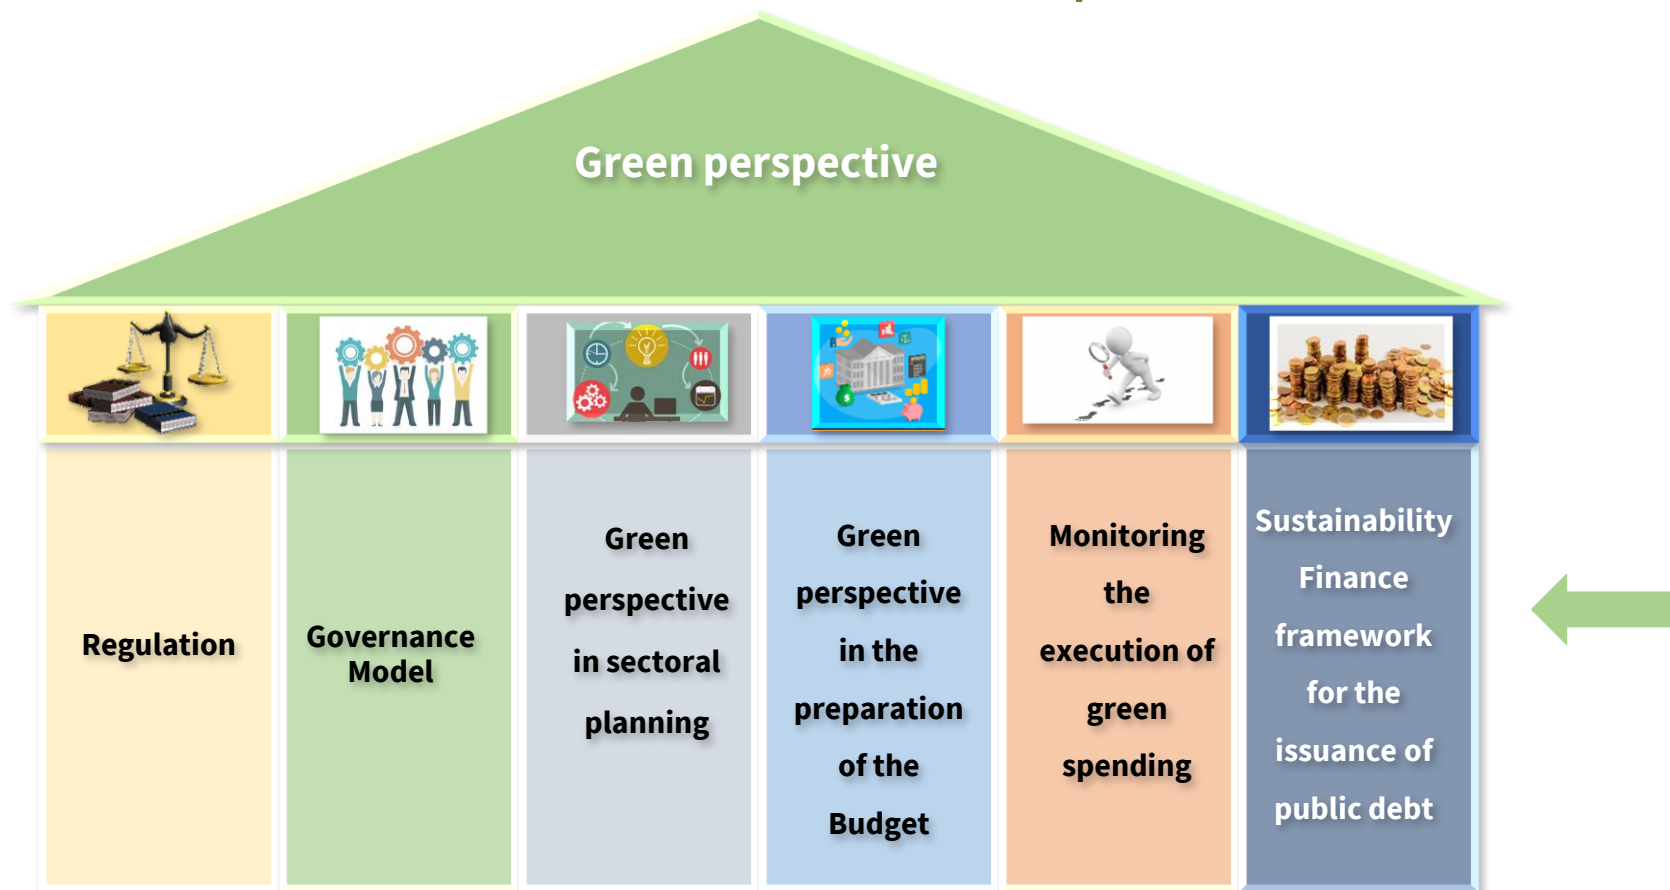 Green perspective
Regulation
Governance
Model
Green
perspective
in sectoral
planning
Green
perspective
in the
preparation
of the
Budget
Monitoring
the
execution of
green
spending
Sustainability
Finance
framework
for the
issuance of
public debt